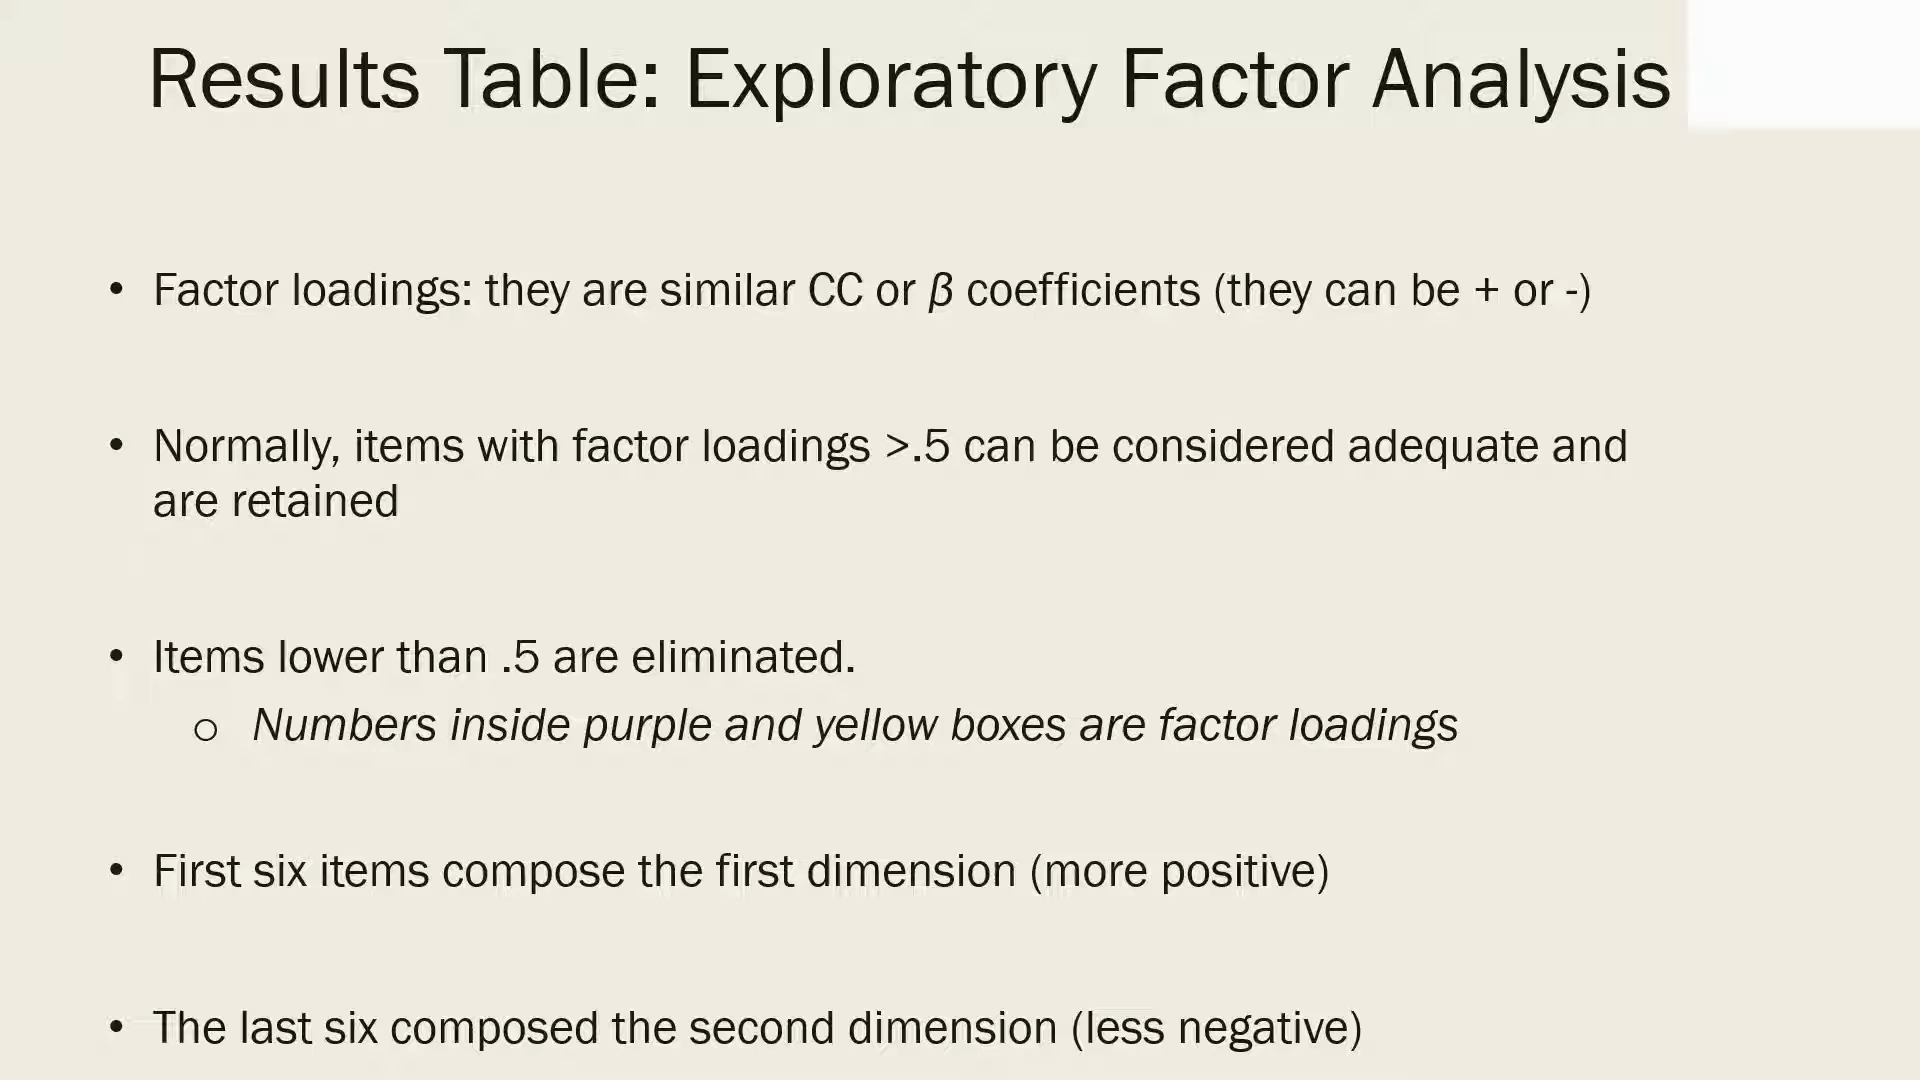 Results Table: Exploratory Factor Analysis
• Factor loadings: they are similar CC or β coefficients (they can be + or -)
• Normally, items with factor loadings >.5 can be considered adequate and
are retained
• Items lower than .5 are eliminated.
o Numbers inside purple and yellow boxes are factor loadings
• First six items compose the first dimension (more positive)
• The last six composed the second dimension (less negative)